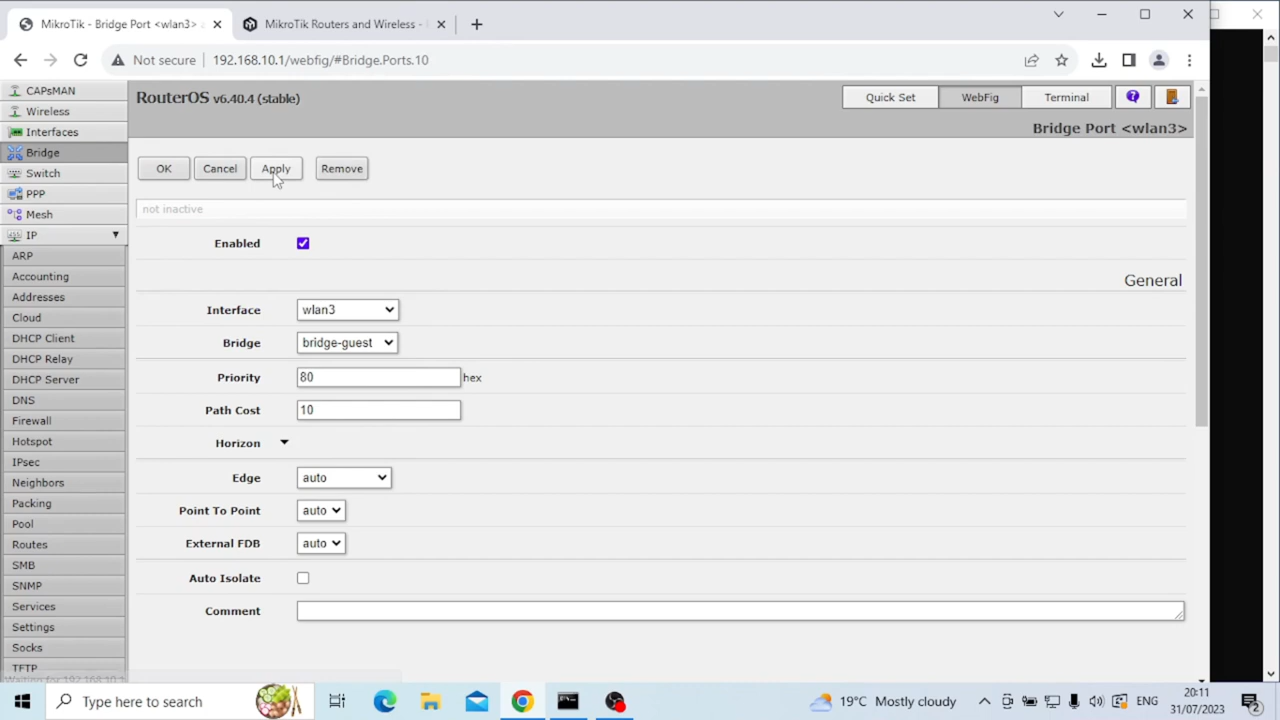 MikroTik - Bridge Port <wlan3>
MikroTik Routers and Wireless -
Not secure
192.168.10.1/webfig/#Bridge.Ports.10
CAPsMAN
Wireless
Interfaces
Bridge
Switch
PPP
Mesh
IP
ARP
Accounting
Addresses
Cloud
DHCP Client
DHCP Relay
DHCP Server
DNS
Firewall
Hotspot
IPsec
Neighbors
Packing
Pool
Routes
SMB
SNMP
Services
Settings
Socks
TFTP
RouterOS v6.40.4 (stable)
Quick Set
WebFig
Terminal
Bridge Port <wlan3>
OK
Cancel
Apply
Remove
not inactive
Enabled
General
Interface
wlan3
Bridge
bridge-guest
Priority
80
hex
Path Cost
10
Horizon
Edge
auto
Point To Point
auto
External FDB
auto
Auto Isolate
Comment
Type here to search
19°C Mostly cloudy
ENG
20:11
31/07/2023
2